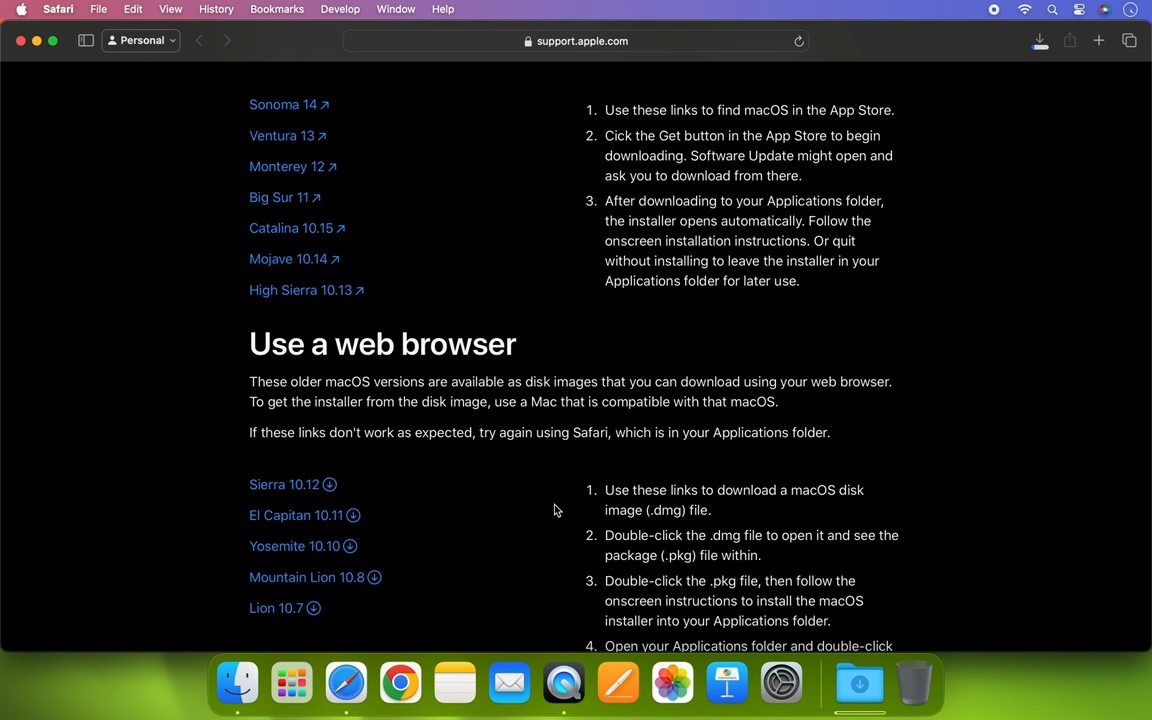 Safari File Edit View History Bookmarks Develop Window Help
Personal
support.apple.com
Sonoma 14↗
Ventura 13↗
Monterey 12↗
Big Sur 11↗
Catalina 10.15↗
Mojave 10.14↗
High Sierra 10.13↗
1. Use these links to find macOS in the App Store.
2. Cick the Get button in the App Store to begin
downloading. Software Update might open and
ask you to download from there.
3. After downloading to your Applications folder,
the installer opens automatically. Follow the
onscreen installation instructions. Or quit
without installing to leave the installer in your
Applications folder for later use.
Use a web browser
These older macOS versions are available as disk images that you can download using your web browser.
To get the installer from the disk image, use a Mac that is compatible with that macOS.
If these links don't work as expected, try again using Safari, which is in your Applications folder.
Sierra 10.12
El Capitan 10.11
Yosemite 10.10
Mountain Lion 10.8
Lion 10.7
1. Use these links to download a macOS disk
image (.dmg) file.
2. Double-click the .dmg file to open it and see the
package (.pkg) file within.
3. Double-click the .pkg file, then follow the
onscreen instructions to install the macOS
installer into your Applications folder.
4. Open your Applications folder and double-click